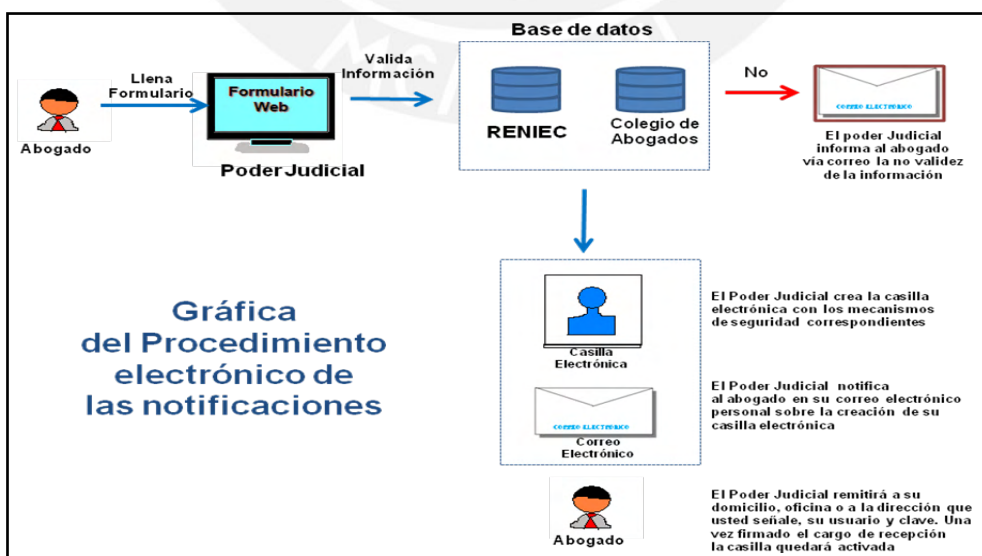 Base de datos
Llena
Formulario
Valida
Información
No
Formulario
Web
RENIEC
Colegio de
Abogados
CORREO ELECTRÓNICO
Abogado
Poder Judicial
El poder Judicial
informa al abogado
vía correo la no validez
de la información
Gráfica
del Procedimiento
electrónico de
las notificaciones
Casilla
Electrónica
El Poder Judicial crea la casilla
electrónica con los mecanismos
de seguridad correspondientes
CORREO ELECTRÓNICO
Correo
Electrónico
El Poder Judicial notifica
al abogado en su correo electrónico
personal sobre la creación de su
casilla electrónica
Abogado
El Poder Judicial remitirá a su
domicilio, oficina o a la dirección que
usted señale, su usuario y clave. Una
vez firmado el cargo de recepción
la casilla quedará activada